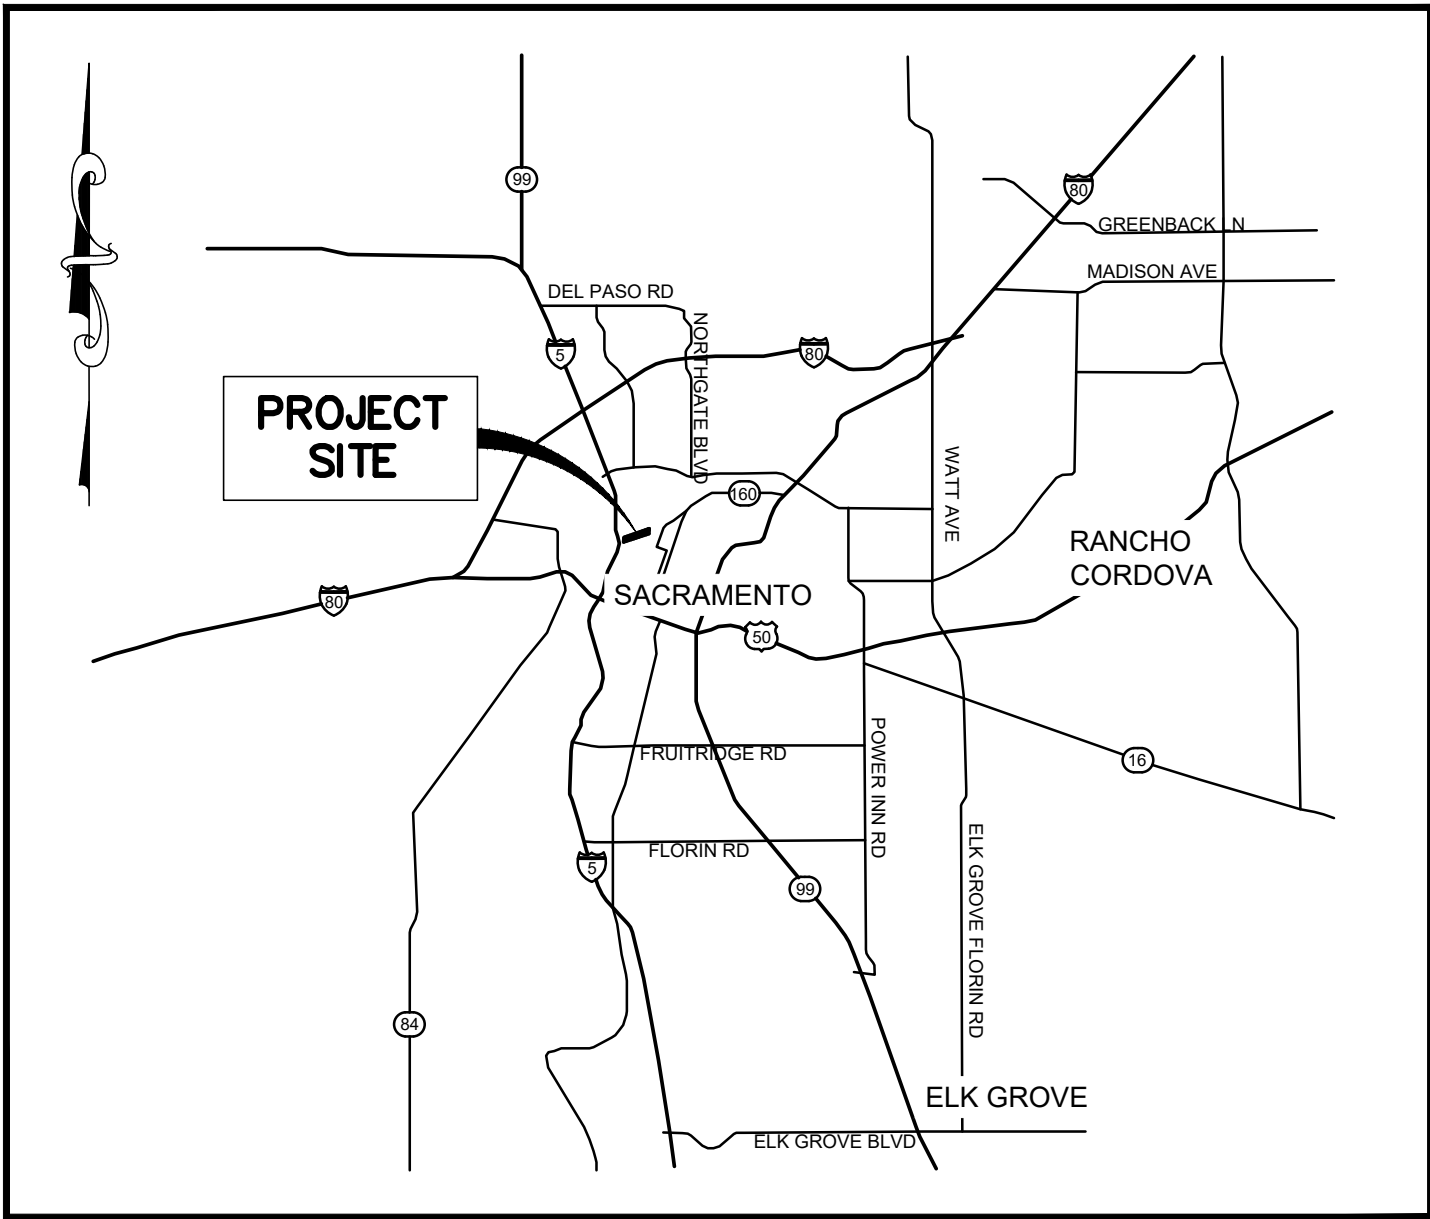 99
80
GREENBACK LN
MADISON AVE
DEL PASO RD
NORTHGATE BLVD
5
80
PROJECT
SITE
160
WATT AVE
RANCHO
CORDOVA
80
SACRAMENTO
50
FRUITRIDGE RD
POWER INN RD
16
FLORIN RD
5
99
ELK GROVE FLORIN RD
84
ELK GROVE
ELK GROVE BLVD